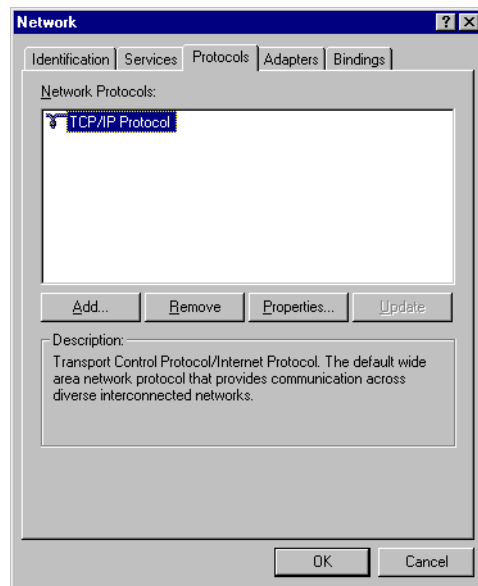 Network
Identification Services Protocols Adapters Bindings
Network Protocols:
TCP/IP Protocol
Add... Remove Properties... Update
Description:
Transport Control Protocol/Internet Protocol. The default wide
area network protocol that provides communication across
diverse interconnected networks.
OK Cancel